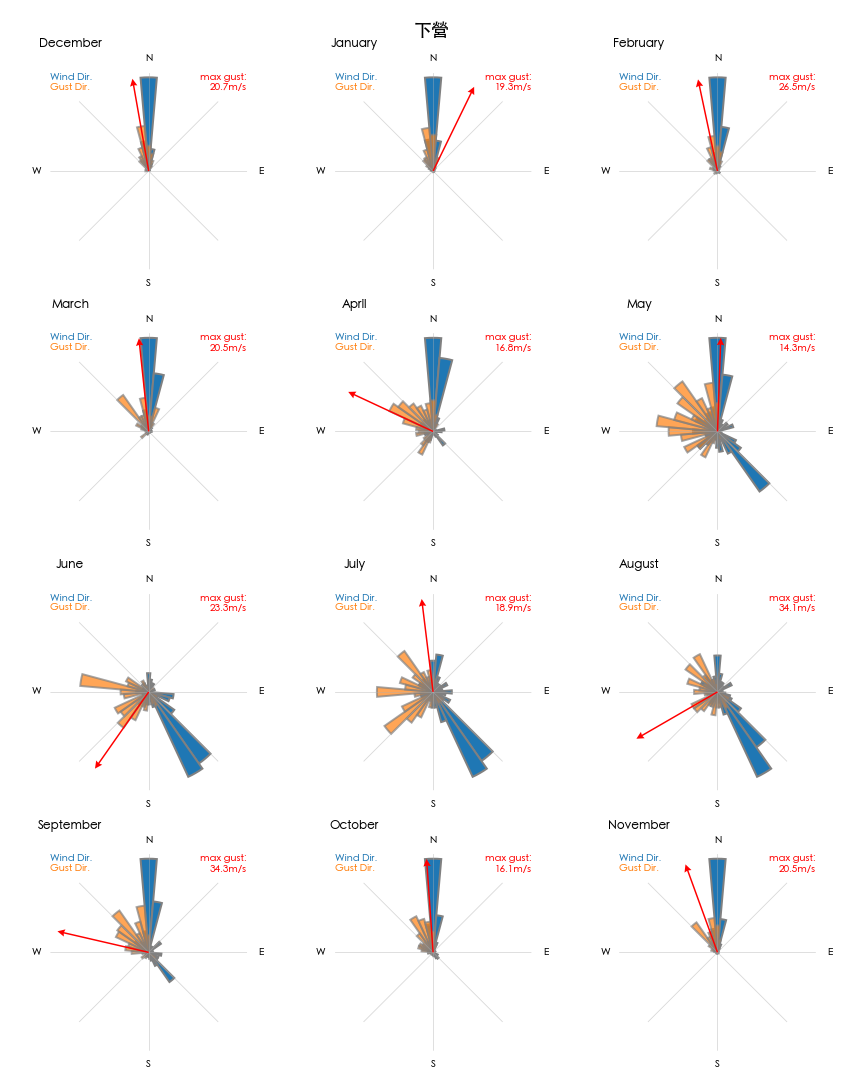 下營
December
N
Wind Dir.
Gust Dir.
max gust:
20.7m/s
W
E
S
January
N
Wind Dir.
Gust Dir.
max gust:
19.3m/s
W
E
S
February
N
Wind Dir.
Gust Dir.
max gust:
26.5m/s
W
E
S
March
N
Wind Dir.
Gust Dir.
max gust:
20.5m/s
W
E
S
April
N
Wind Dir.
Gust Dir.
max gust:
16.8m/s
W
E
S
May
N
Wind Dir.
Gust Dir.
max gust:
14.3m/s
W
E
S
June
N
Wind Dir.
Gust Dir.
max gust:
23.3m/s
W
E
S
July
N
Wind Dir.
Gust Dir.
max gust:
18.9m/s
W
E
S
August
N
Wind Dir.
Gust Dir.
max gust:
34.1m/s
W
E
S
September
N
Wind Dir.
Gust Dir.
max gust:
34.3m/s
W
E
S
October
N
Wind Dir.
Gust Dir.
max gust:
16.1m/s
W
E
S
November
N
Wind Dir.
Gust Dir.
max gust:
20.5m/s
W
E
S